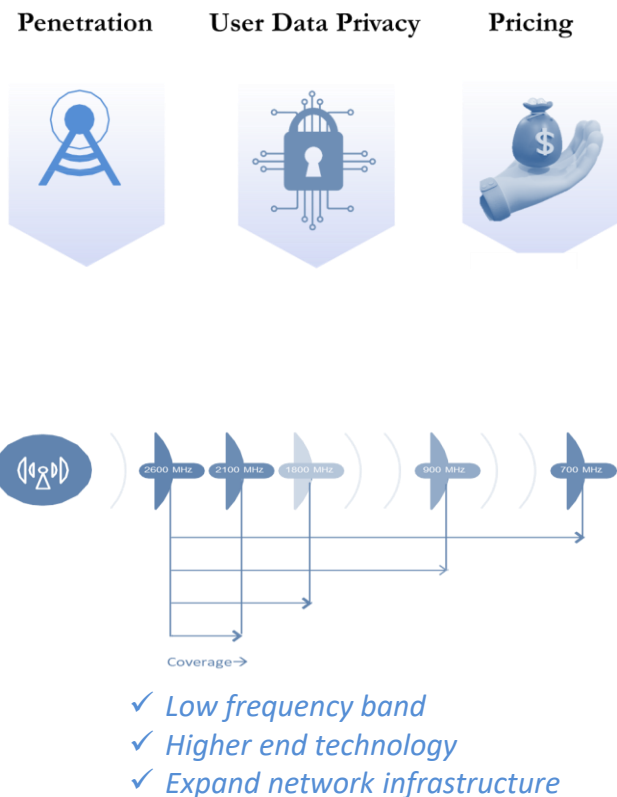 Penetration User Data Privacy Pricing
$
2600 MHz 2100 MHz 1800 MHz 900 MHz 700 MHz
Coverage→
✓ Low frequency band
✓ Higher end technology
✓ Expand network infrastructure